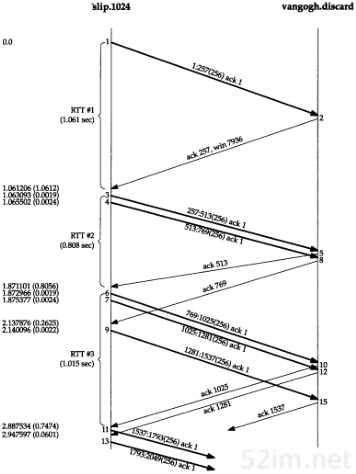 slip.1024 vangogh.discard
0.0
1
1:257(256) ack 1
RTT #1
(1.061 sec)
2
ack 257, win 7936
1.061206 (1.0612)
1.063093 (0.0019)
1.065502 (0.0024)
3
4
257:513(256) ack 1
513:769(256) ack 1
RTT #2
(0.808 sec)
5
8
ack 513
ack 769
1.871101 (0.8056)
1.872966 (0.0019)
1.875377 (0.0024)
6
7
769:1025(256) ack 1
1025:1281(256) ack 1
2.137876 (0.2625)
2.140096 (0.0022)
9
1281:1537(256) ack 1
RTT #3
(1.015 sec)
10
12
ack 1025
ack 1281
15
ack 1537
2.887534 (0.7474)
2.947597 (0.0601)
11
13
1537:1793(256) ack 1
1793:2049(256) ack 1
52im.net